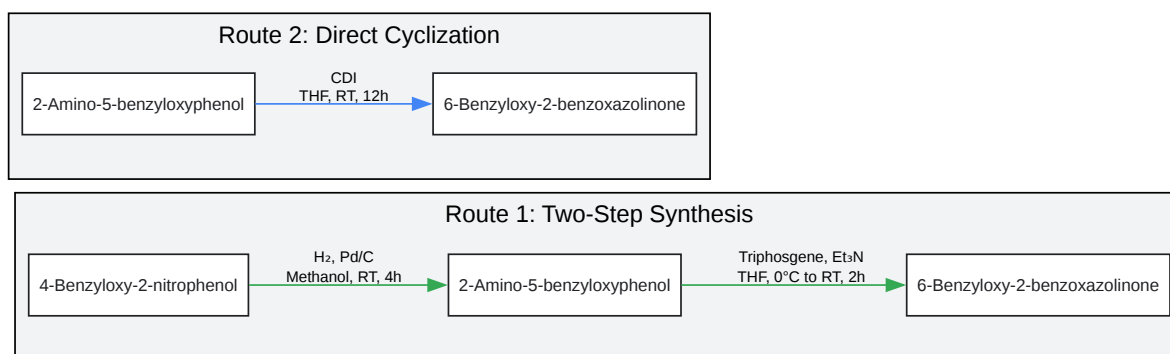 Route 2: Direct Cyclization
2-Amino-5-benzyloxyphenol
CDI
THF, RT, 12h
6-Benzyloxy-2-benzoxazolinone
Route 1: Two-Step Synthesis
4-Benzyloxy-2-nitrophenol
H₂, Pd/C
Methanol, RT, 4h
2-Amino-5-benzyloxyphenol
Triphosgene, Et₃N
THF, 0°C to RT, 2h
6-Benzyloxy-2-benzoxazolinone